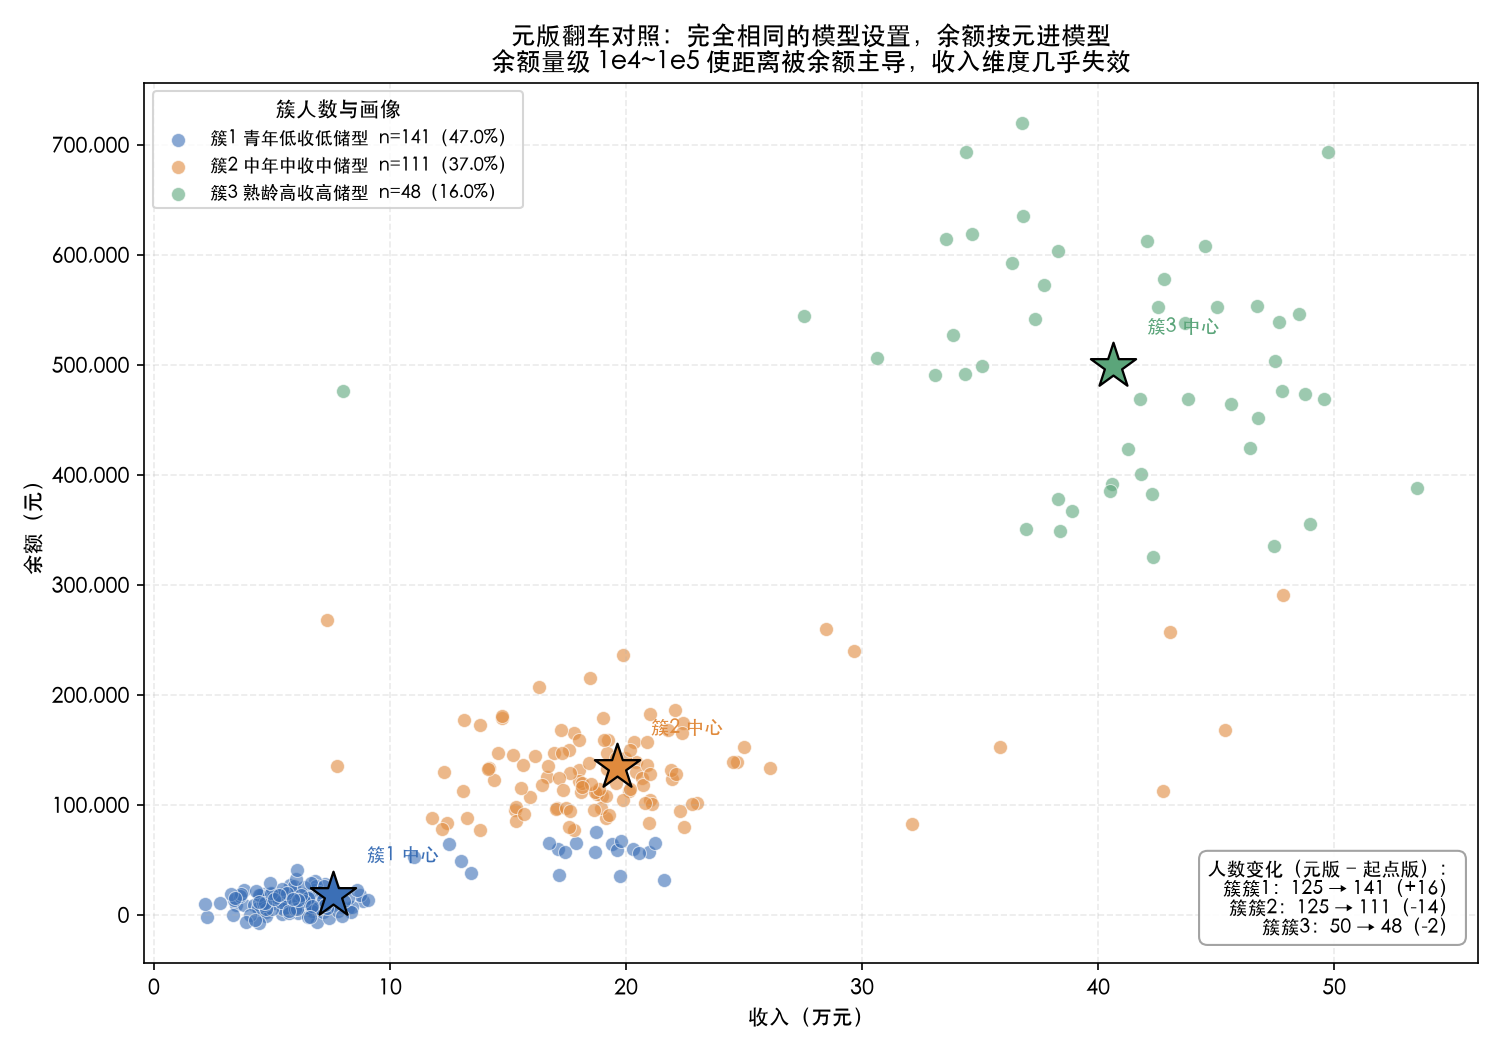 元版翻车对照：完全相同的模型设置，余额按元进模型
余额量级 1e4~1e5 使距离被余额主导，收入维度几乎失效
簇人数与画像
簇1 青年低收低储型 n=141 (47.0%)
簇2 中年中收中储型 n=111 (37.0%)
簇3 熟龄高收高储型 n=48 (16.0%)
700,000
600,000
500,000
400,000
300,000
200,000
100,000
0
余额（元）
簇3 中心
簇2 中心
簇1 中心
人数变化（元版 − 起点版）：
簇簇1：125 → 141 (+16)
簇簇2：125 → 111 (-14)
簇簇3：50 → 48 (-2)
0
10
20
30
40
50
收入（万元）